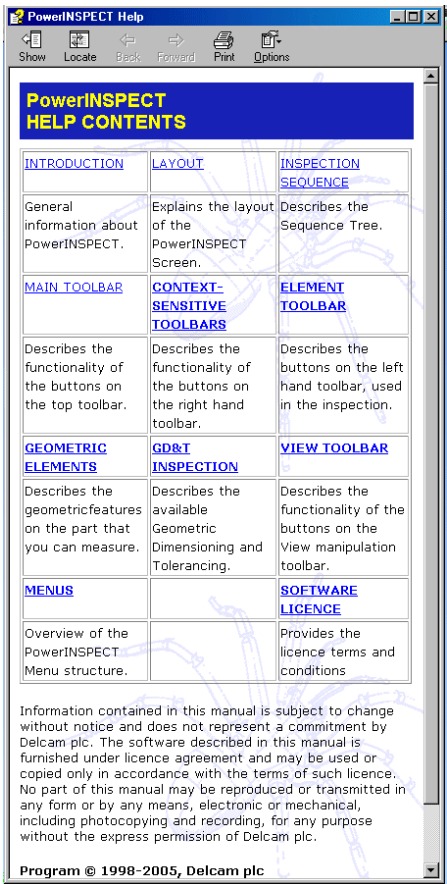 PowerINSPECT Help
Show Locate Back Forward Print Options
PowerINSPECT
HELP CONTENTS
INTRODUCTION
LAYOUT
INSPECTION
SEQUENCE
General
information about
PowerINSPECT.
Explains the layout
of the
PowerINSPECT
Screen.
Describes the
Sequence Tree.
MAIN TOOLBAR
CONTEXT-
SENSITIVE
TOOLBARS
ELEMENT
TOOLBAR
Describes the
functionality of
the buttons on
the top toolbar.
Describes the
functionality of
the buttons on
the right hand
toolbar.
Describes the
buttons on the left
hand toolbar, used
in the inspection.
GEOMETRIC
ELEMENTS
GD&T
INSPECTION
VIEW TOOLBAR
Describes the
geometricfeatures
on the part that
you can measure.
Describes the
available
Geometric
Dimensioning and
Tolerancing.
Describes the
functionality of the
buttons on the
View manipulation
toolbar.
MENUS
SOFTWARE
LICENCE
Overview of the
PowerINSPECT
Menu structure.
Provides the
licence terms and
conditions
Information contained in this manual is subject to change
without notice and does not represent a commitment by
Delcam plc. The software described in this manual is
furnished under licence agreement and may be used or
copied only in accordance with the terms of such licence.
No part of this manual may be reproduced or transmitted in
any form or by any means, electronic or mechanical,
including photocopying and recording, for any purpose
without the express permission of Delcam plc.
Program © 1998-2005, Delcam plc